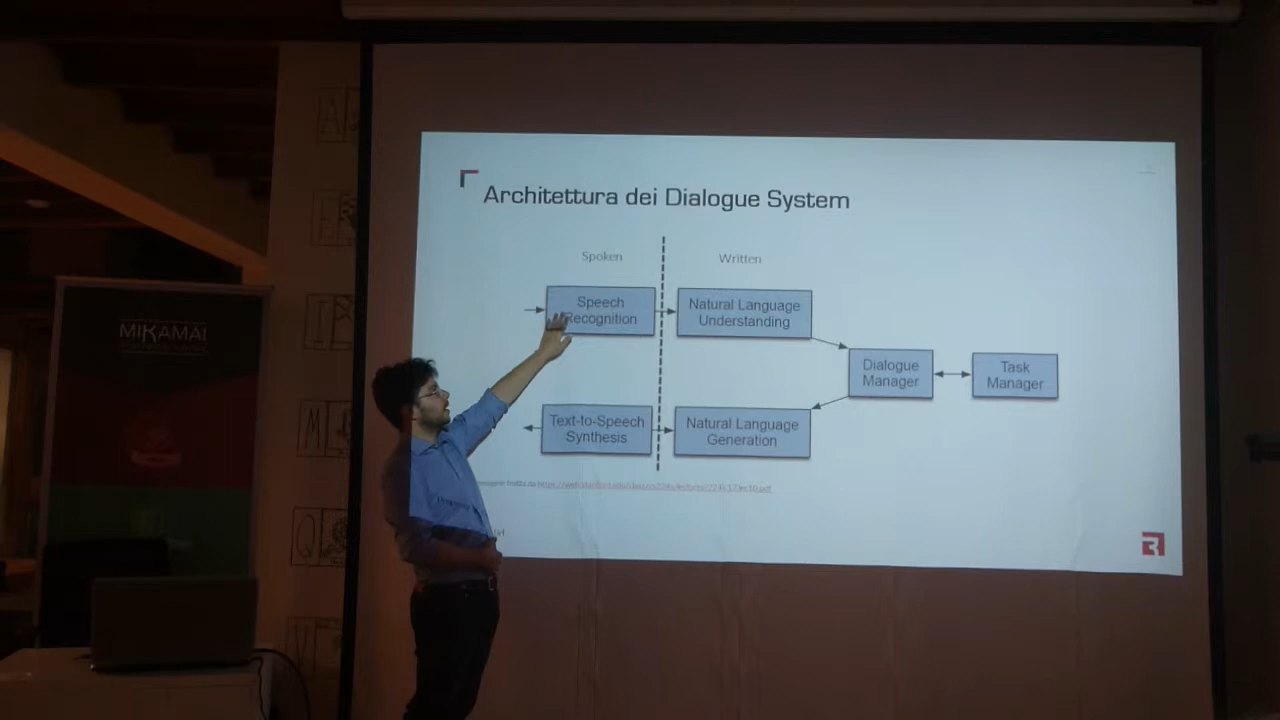 Architettura dei Dialogue System
Spoken
Written
Speech
Recognition
Natural Language
Understanding
Dialogue
Manager
Task
Manager
Text-to-Speech
Synthesis
Natural Language
Generation
MIKAMAI